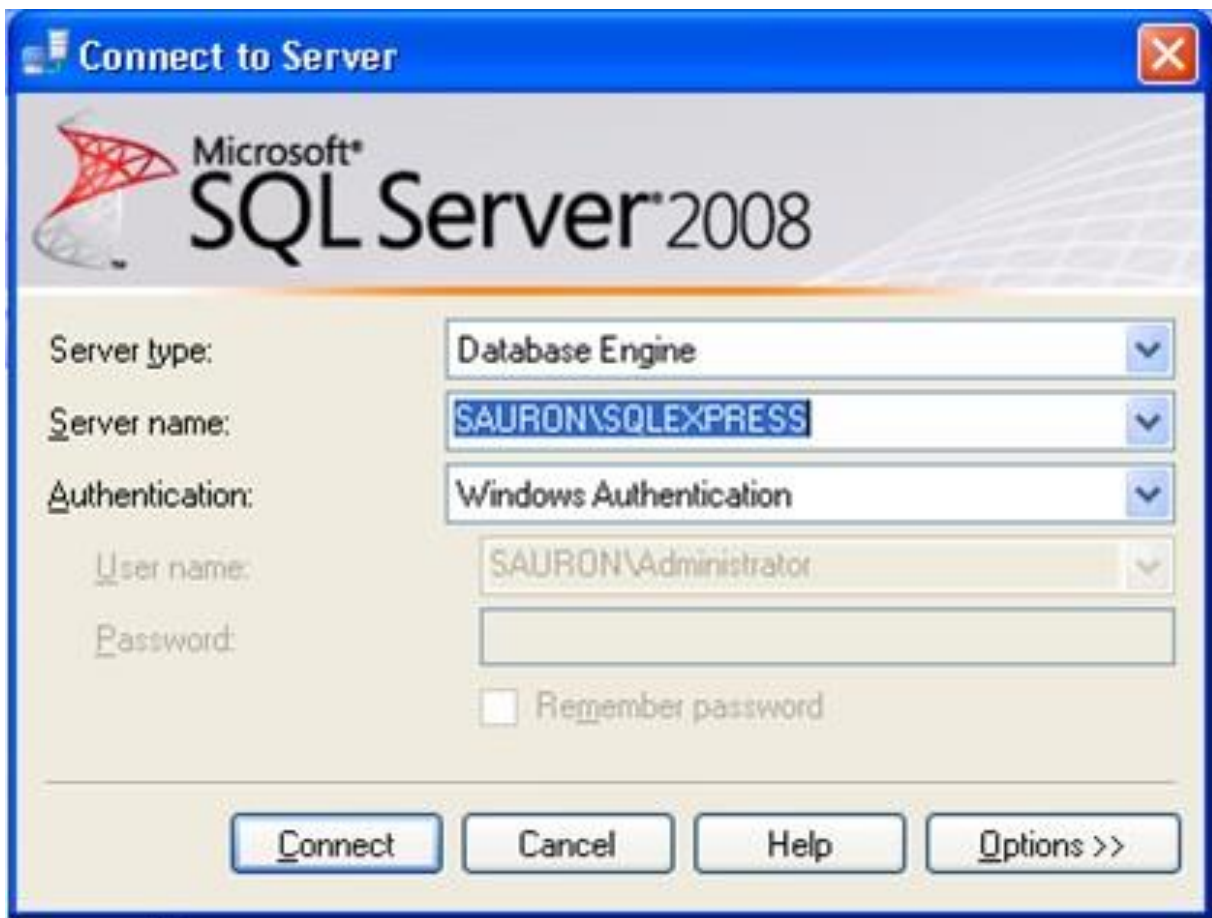 Connect to Server
Microsoft®
SQL Server® 2008
™
Server type: Database Engine
Server name: SAURON\SQLEXPRESS
Authentication: Windows Authentication
User name: SAURON\Administrator
Password:
Remember password
Connect Cancel Help Options >>